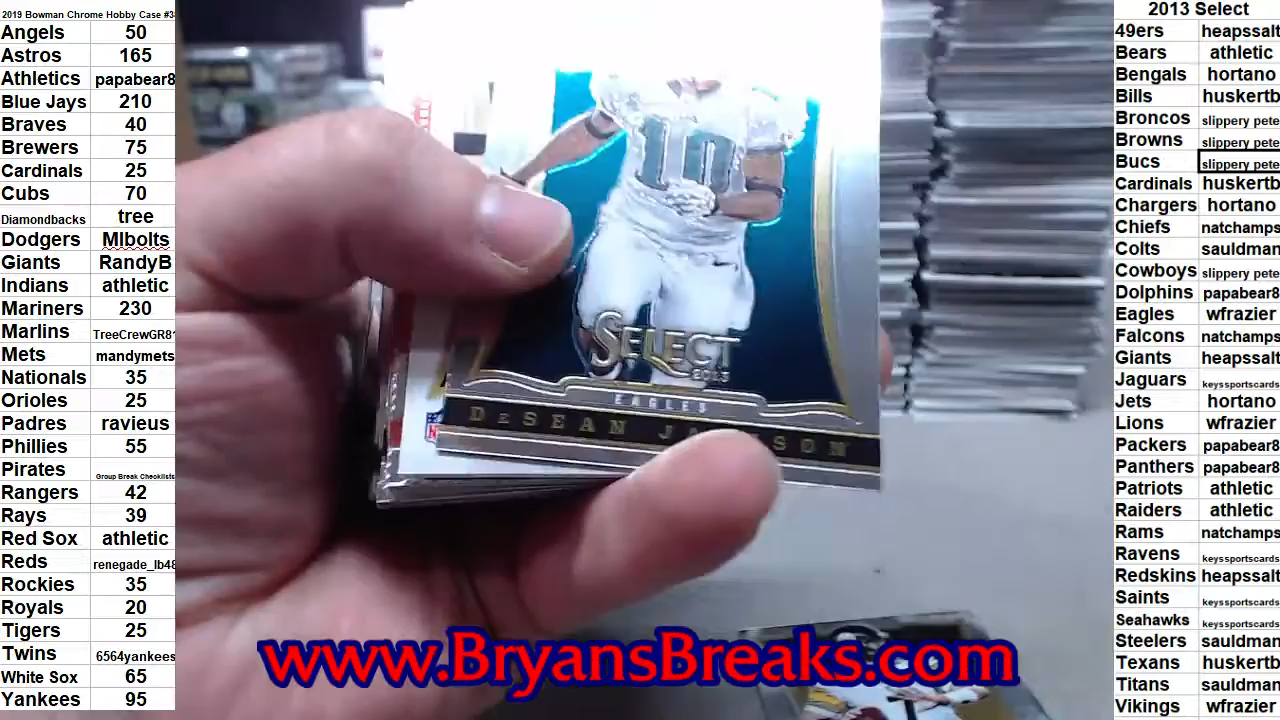 2019 Bowman Chrome Hobby Case #3
Angels 50
Astros 165
Athletics papabear8
Blue Jays 210
Braves 40
Brewers 75
Cardinals 25
Cubs 70
Diamondbacks tree
Dodgers Mlbolts
Giants RandyB
Indians athletic
Mariners 230
Marlins TreeCrewGR8
Mets mandymets
Nationals 35
Orioles 25
Padres ravieus
Phillies 55
Pirates Group Break Checklists
Rangers 42
Rays 39
Red Sox athletic
Reds renegade_lb48
Rockies 35
Royals 20
Tigers 25
Twins 6564yankees
White Sox 65
Yankees 95
10
SELECT
2013
EAGLES
DESEAN JACKSON
www.BryansBreaks.com
2013 Select
49ers heapssalt
Bears athletic
Bengals hortano
Bills huskertb
Broncos slippery pete
Browns slippery pete
Bucs slippery pete
Cardinals huskertb
Chargers hortano
Chiefs natchamps
Colts sauldman
Cowboys slippery pete
Dolphins papabear8
Eagles wfrazier
Falcons natchamps
Giants heapssalt
Jaguars keyssportscards
Jets hortano
Lions wfrazier
Packers papabear8
Panthers papabear8
Patriots athletic
Raiders athletic
Rams natchamps
Ravens keyssportscards
Redskins heapssalt
Saints keyssportscards
Seahawks keyssportscards
Steelers sauldman
Texans huskertb
Titans sauldman
Vikings wfrazier